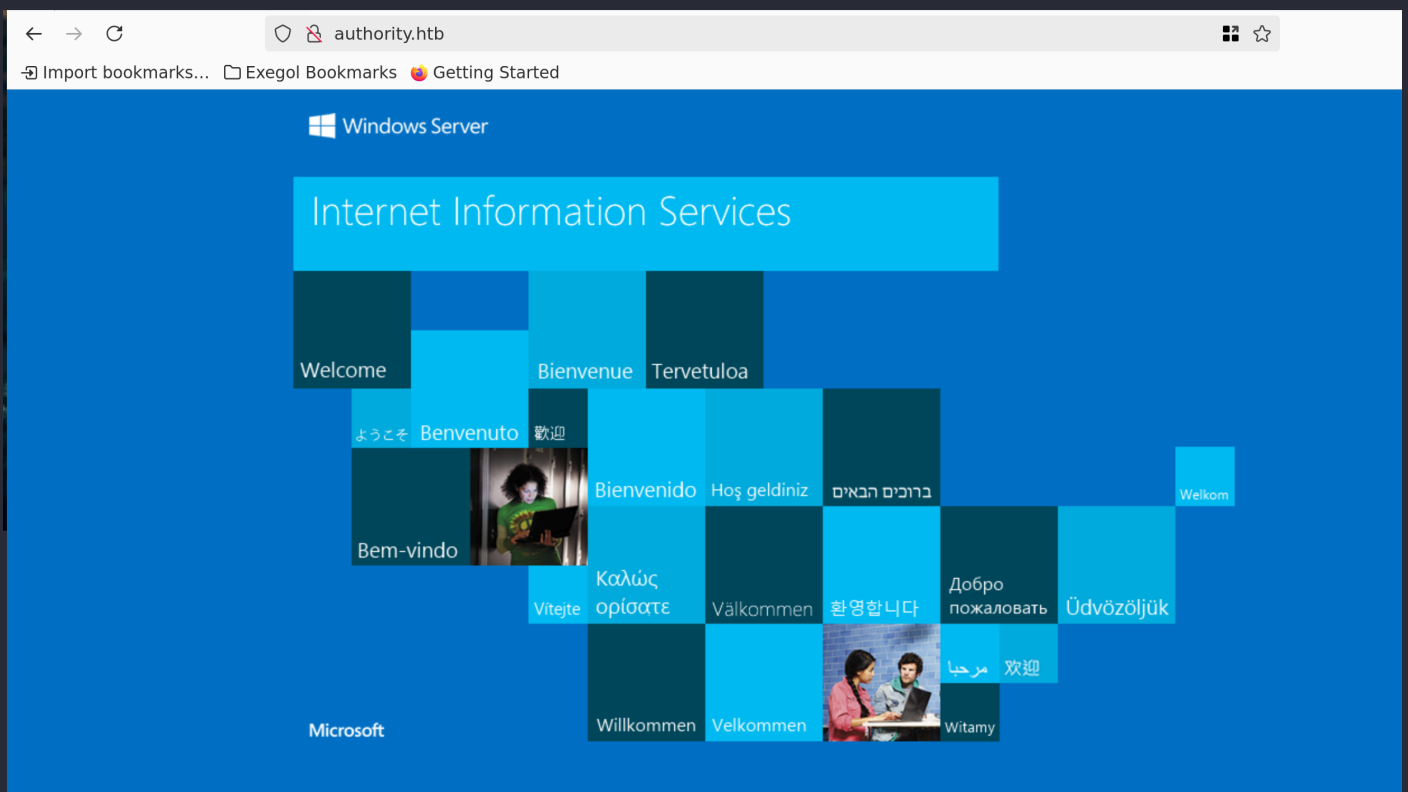 authority.htb
Import bookmarks...
Exegol Bookmarks
Getting Started
Windows Server
Internet Information Services
Welcome
Bienvenue
Tervetuloa
ようこそ
Benvenuto
歡迎
Bienvenido
Hoş geldiniz
ברוכים הבאים
Welkom
Bem-vindo
Vítejte
Καλώς
ορίσατε
Välkommen
환영합니다
Добро
пожаловать
Üdvözöljük
مرحبا
欢迎
Microsoft
Willkommen
Velkommen
Witamy